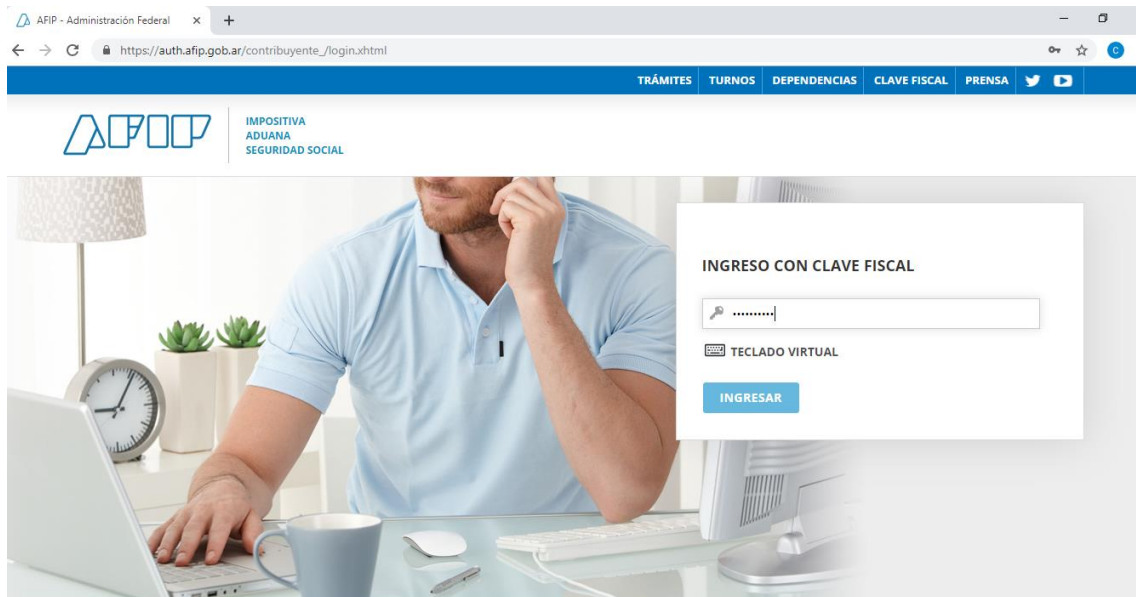 AFIP - Administración Federal
https://auth.afip.gob.ar/contribuyente_/login.xhtml
C
TRÁMITES TURNOS DEPENDENCIAS CLAVE FISCAL PRENSA
AFIP
IMPOSITIVA
ADUANA
SEGURIDAD SOCIAL
INGRESO CON CLAVE FISCAL
••••••••••
TECLADO VIRTUAL
INGRESAR